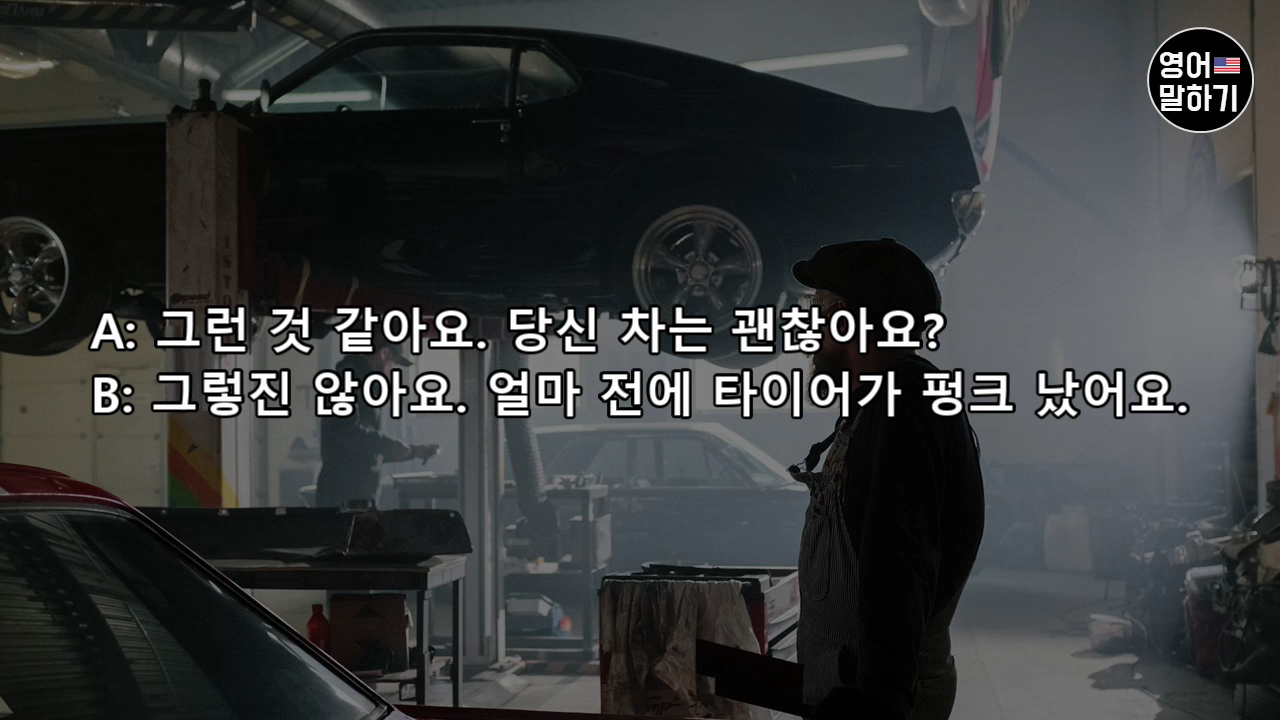 영어
말하기
A: 그런 것 같아요. 당신 차는 괜찮아요?
B: 그렇진 않아요. 얼마 전에 타이어가 펑크 났어요.